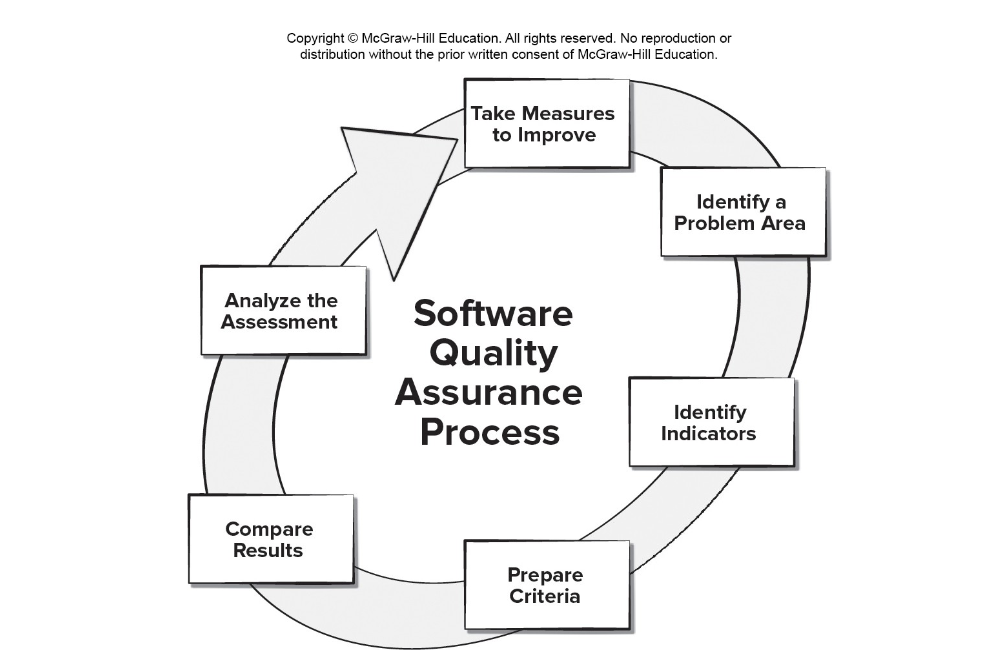 Copyright © McGraw-Hill Education. All rights reserved. No reproduction or
distribution without the prior written consent of McGraw-Hill Education.
Take Measures
to Improve
Identify a
Problem Area
Identify
Indicators
Prepare
Criteria
Compare
Results
Analyze the
Assessment
Software
Quality
Assurance
Process